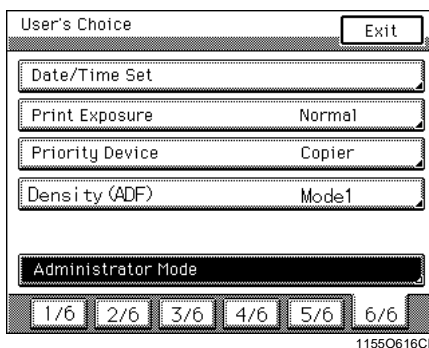 User's Choice Exit
Date/Time Set
Print Exposure Normal
Priority Device Copier
Density (ADF) Mode1
Administrator Mode
1/6 2/6 3/6 4/6 5/6 6/6